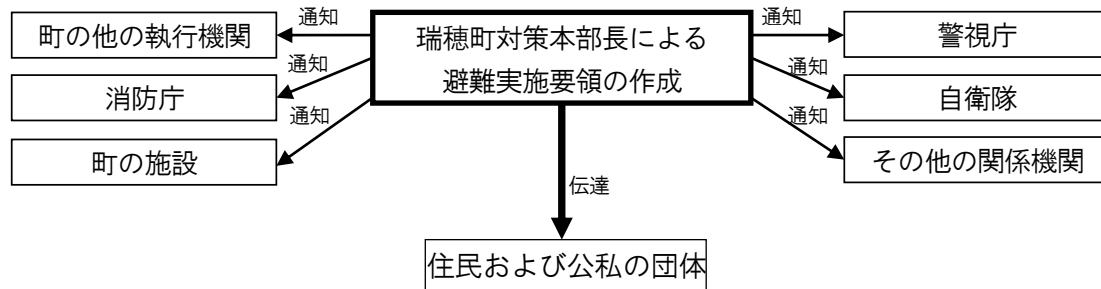 通知
通知
町の他の執行機関
瑞穂町対策本部長による
避難実施要領の作成
警視庁
通知
通知
消防庁
自衛隊
通知
通知
町の施設
その他の関係機関
伝達
住民および公私の団体